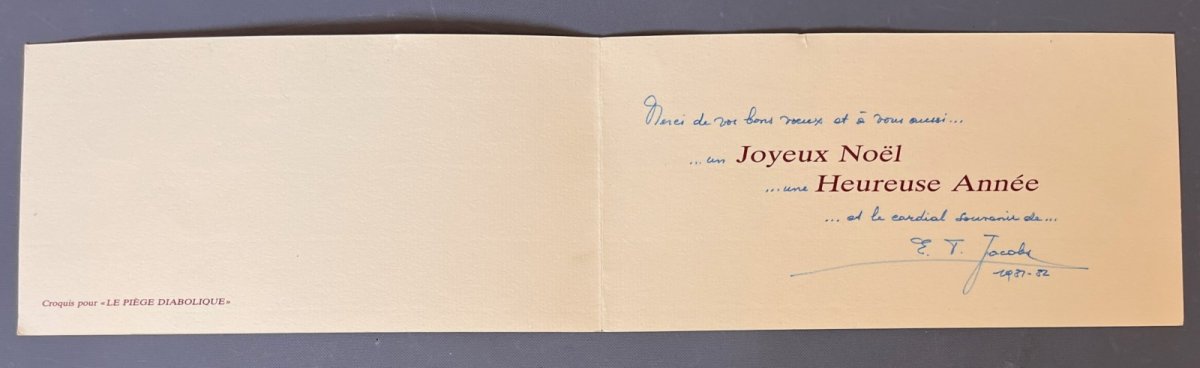 Croquis pour «LE PIÈGE DIABOLIQUE»
Merci de vos bons vœux et à vous aussi...
...un Joyeux Noël
...une Heureuse Année
...et le cordial souvenir de...
E. P. Jacobs
1981-82